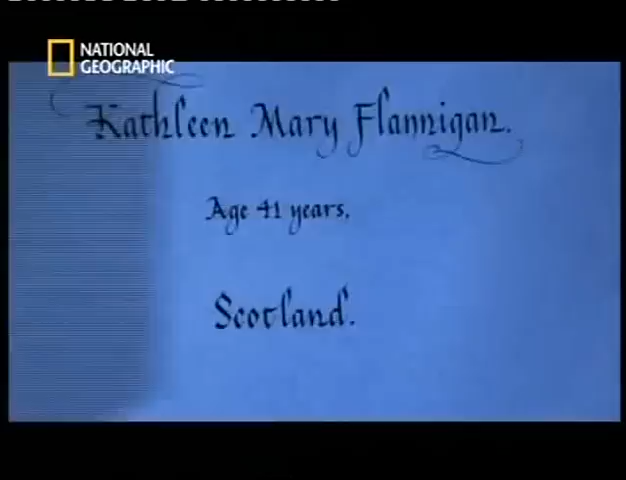 NATIONAL
GEOGRAPHIC
Kathleen Mary Flannigan.
Age 41 years.
Scotland.